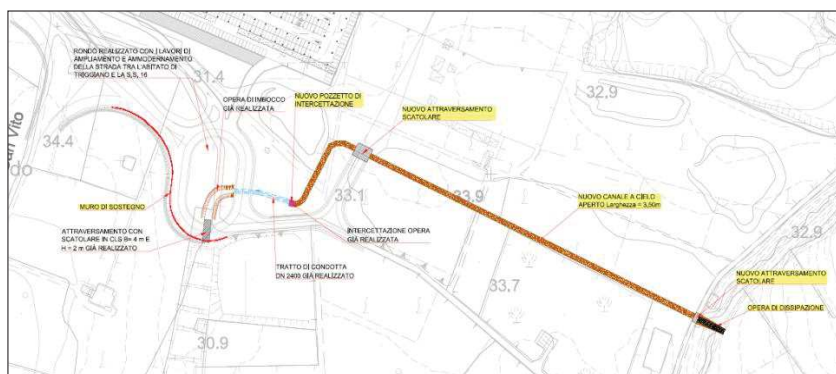 RONDO REALIZZATO CON I LAVORI DI
AMPLIAMENTO E AMMODERNAMENTO
DELLA STRADA TRA L'ABITATO DI
TRIGGIANO E LA S.S. 16
31.4
OPERA DI IMBOCCO
GIÀ REALIZZATA
NUOVO POZZETTO DI
INTERCETTAZIONE
NUOVO ATTRAVERSAMENTO
SCATOLARE
32.9
34.4
Vito
33.1
33.9
NUOVO CANALE A CIELO
APERTO Larghezza = 3,50m
MURO DI SOSTEGNO
ATTRAVERSAMENTO CON
SCATOLARE IN CLS B= 4 m E
H = 2 m GIÀ REALIZZATO
INTERCETTAZIONE OPERA
GIÀ REALIZZATA
32.9
TRATTO DI CONDOTTA
DN 2400 GIÀ REALIZZATO
33.7
NUOVO ATTRAVERSAMENTO
SCATOLARE
OPERA DI DISSIPAZIONE
30.9